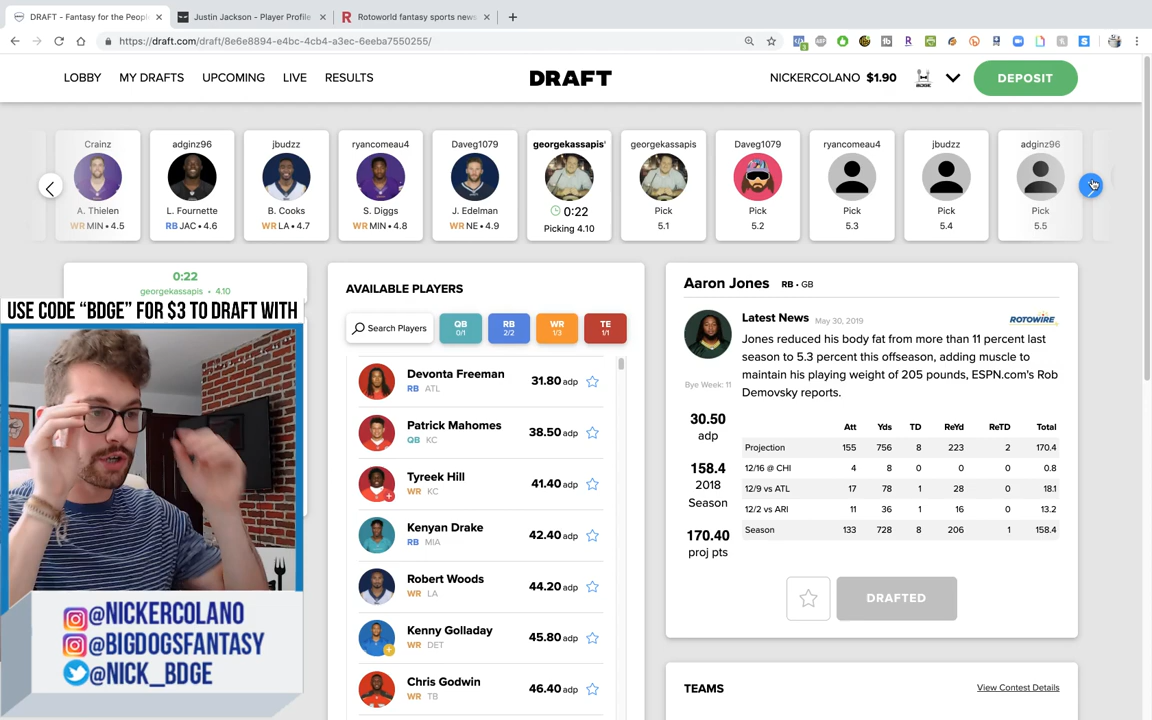 DRAFT - Fantasy for the Peopl
Justin Jackson - Player Profile
Rotoworld fantasy sports news
https://draft.com/draft/8e6e8894-e4bc-4cb4-a3ec-6eeba7550255/
LOBBY MY DRAFTS UPCOMING LIVE RESULTS
DRAFT
NICKERCOLANO $1.90
DEPOSIT
Crainz
A. Thielen
WR MIN • 4.5
adginz96
L. Fournette
RB JAC • 4.6
jbudzz
B. Cooks
WR LA • 4.7
ryancomeau4
S. Diggs
WR MIN • 4.8
Daveg1079
J. Edelman
WR NE • 4.9
georgekassapis'
0:22
Picking 4.10
georgekassapis
Pick
5.1
Daveg1079
Pick
5.2
ryancomeau4
Pick
5.3
jbudzz
Pick
5.4
adginz96
Pick
5.5
0:22
georgekassapis • 4.10
USE CODE "BDGE" FOR $3 TO DRAFT WITH
@NICKERCOLANO
@BIGDOGSFANTASY
@NICK_BDGE
AVAILABLE PLAYERS
Search Players
QB
0/1
RB
2/2
WR
1/3
TE
1/1
Devonta Freeman
RB ATL
31.80 adp
Patrick Mahomes
QB KC
38.50 adp
Tyreek Hill
WR KC
41.40 adp
Kenyan Drake
RB MIA
42.40 adp
Robert Woods
WR LA
44.20 adp
Kenny Golladay
WR DET
45.80 adp
Chris Godwin
WR TB
46.40 adp
Aaron Jones RB • GB
Latest News May 30, 2019
ROTOWIRE
Jones reduced his body fat from more than 11 percent last
season to 5.3 percent this offseason, adding muscle to
maintain his playing weight of 205 pounds, ESPN.com's Rob
Demovsky reports.
Bye Week: 11
30.50
adp
158.4
2018
Season
170.40
proj pts
Att Yds TD ReYd ReTD Total
Projection 155 756 8 223 2 170.4
12/16 @ CHI 4 8 0 0 0 0.8
12/9 vs ATL 17 78 1 28 0 18.1
12/2 vs ARI 11 36 1 16 0 13.2
Season 133 728 8 206 1 158.4
DRAFTED
TEAMS
View Contest Details